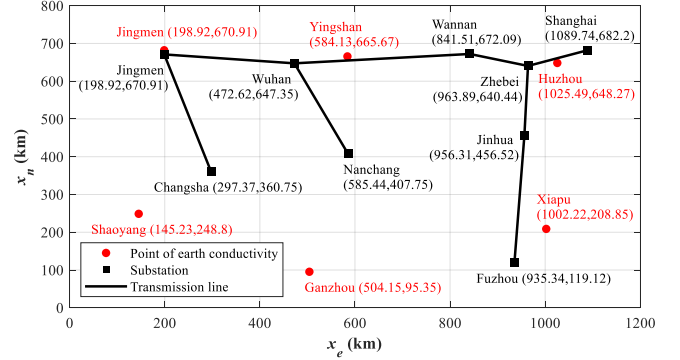 800
700
600
500
400
300
200
100
0
x_n (km)
Jingmen (198.92,670.91)
Yingshan
(584.13,665.67)
Wannan
(841.51,672.09)
Shanghai
(1089.74,682.2)
Jingmen
(198.92,670.91)
Wuhan
(472.62,647.35)
Zhebei
(963.89,640.44)
Huzhou
(1025.49,648.27)
Jinhua
(956.31,456.52)
Changsha (297.37,360.75)
Nanchang
(585.44,407.75)
Shaoyang (145.23,248.8)
Xiapu
(1002.22,208.85)
Point of earth conductivity
Substation
Transmission line
Ganzhou (504.15,95.35)
Fuzhou (935.34,119.12)
0
200
400
600
800
1000
1200
x_e (km)